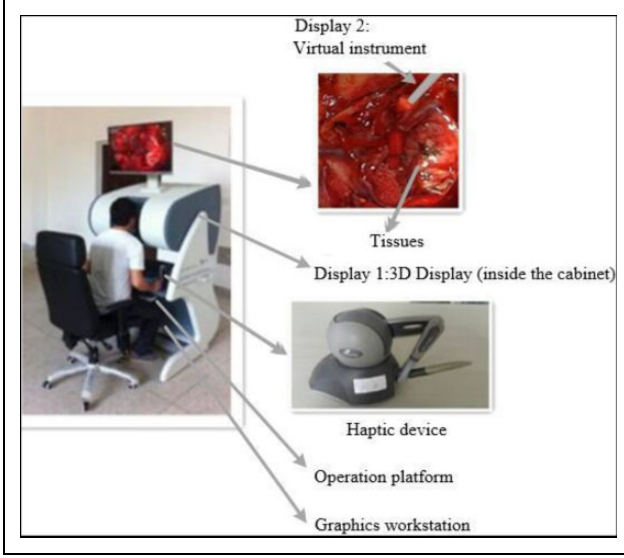 Display 2:
Virtual instrument
Tissues
Display 1:3D Display (inside the cabinet)
Haptic device
Operation platform
Graphics workstation